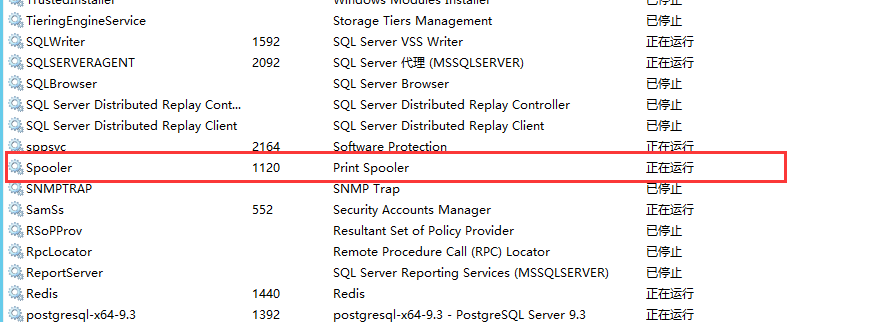 TrustedInstaller Windows Modules Installer 已停止
TieringEngineService Storage Tiers Management 已停止
SQLWriter 1592 SQL Server VSS Writer 正在运行
SQLSERVERAGENT 2092 SQL Server 代理 (MSSQLSERVER) 正在运行
SQLBrowser SQL Server Browser 已停止
SQL Server Distributed Replay Cont... SQL Server Distributed Replay Controller 已停止
SQL Server Distributed Replay Client SQL Server Distributed Replay Client 已停止
sppsvc 2164 Software Protection 正在运行
Spooler 1120 Print Spooler 正在运行
SNMPTRAP SNMP Trap 已停止
SamSs 552 Security Accounts Manager 正在运行
RSoPProv Resultant Set of Policy Provider 已停止
RpcLocator Remote Procedure Call (RPC) Locator 已停止
ReportServer SQL Server Reporting Services (MSSQLSERVER) 已停止
Redis 1440 Redis 正在运行
postgresql-x64-9.3 1392 postgresql-x64-9.3 - PostgreSQL Server 9.3 正在运行